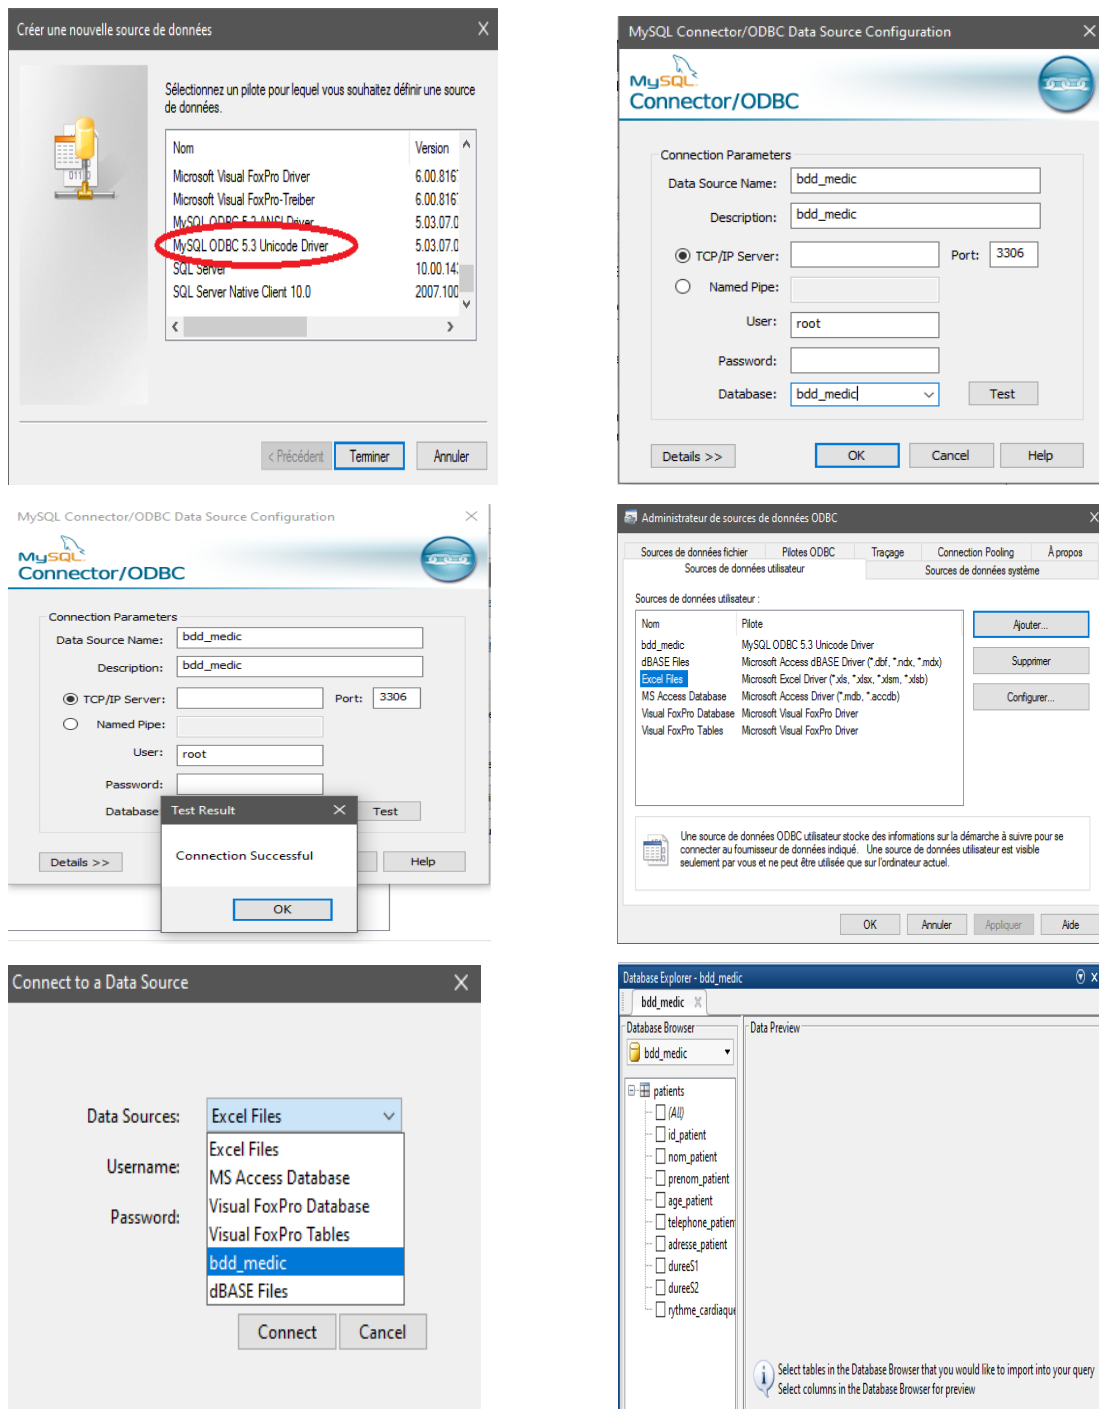 Créer une nouvelle source de données
Sélectionnez un pilote pour lequel vous souhaitez définir une source
de données.
Nom Version
Microsoft Visual FoxPro Driver 6.00.816
Microsoft Visual FoxPro-Treiber 6.00.816
MySQL ODBC 5.3 ANSI Driver 5.03.07.0
MySQL ODBC 5.3 Unicode Driver 5.03.07.0
SQL Server 10.00.14
SQL Server Native Client 10.0 2007.100
< Précédent Terminer Annuler
MySQL Connector/ODBC Data Source Configuration
MySQL
Connector/ODBC
Connection Parameters
Data Source Name: bdd_medic
Description: bdd_medic
TCP/IP Server: Port: 3306
Named Pipe:
User: root
Password:
Database: bdd_medic Test
Details >> OK Cancel Help
MySQL Connector/ODBC Data Source Configuration
MySQL
Connector/ODBC
Connection Parameters
Data Source Name: bdd_medic
Description: bdd_medic
TCP/IP Server: Port: 3306
Named Pipe:
User: root
Password:
Database Test
Test Result
Connection Successful
OK
Details >> Help
Administrateur de sources de données ODBC
Sources de données fichier Pilotes ODBC Traçage Connection Pooling À propos
Sources de données utilisateur Sources de données système
Sources de données utilisateur :
Nom Pilote
bdd_medic MySQL ODBC 5.3 Unicode Driver
dBASE Files Microsoft Access dBASE Driver (*.dbf, *.ndx, *.mdx)
Excel Files Microsoft Excel Driver (*.xls, *.xlsx, *.xlsm, *.xlsb)
MS Access Database Microsoft Access Driver (*.mdb, *.accdb)
Visual FoxPro Database Microsoft Visual FoxPro Driver
Visual FoxPro Tables Microsoft Visual FoxPro Driver
Ajouter...
Supprimer
Configurer...
Une source de données ODBC utilisateur stocke des informations sur la démarche à suivre pour se
connecter au fournisseur de données indiqué. Une source de données utilisateur est visible
seulement par vous et ne peut être utilisée que sur l'ordinateur actuel.
OK Annuler Appliquer Aide
Connect to a Data Source
Data Sources: Excel Files
Excel Files
Username: MS Access Database
Visual FoxPro Database
Password: Visual FoxPro Tables
bdd_medic
dBASE Files
Connect Cancel
Database Explorer - bdd_medic
bdd_medic
Database Browser Data Preview
bdd_medic
patients
(All)
id_patient
nom_patient
prenom_patient
age_patient
telephone_patien
adresse_patient
dureeS1
dureeS2
rythme_cardiaque
Select tables in the Database Browser that you would like to import into your query
Select columns in the Database Browser for preview